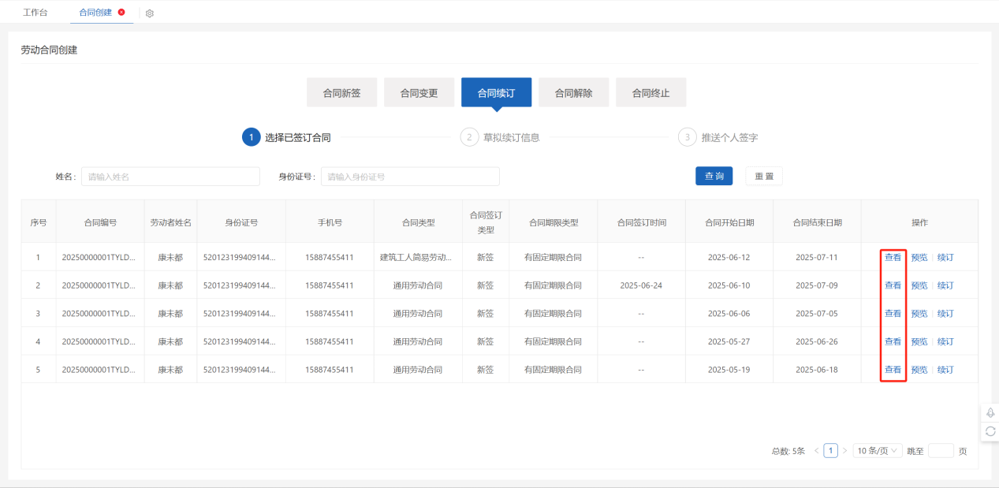 工作台 合同创建
劳动合同创建
合同新签 合同变更 合同续订 合同解除 合同终止
1 选择已签订合同 2 草拟续订信息 3 推送个人签字
姓名： 请输入姓名 身份证号： 请输入身份证号 查 询 重 置
序号 合同编号 劳动者姓名 身份证号 手机号 合同类型 合同签订类型 合同期限类型 合同签订时间 合同开始日期 合同结束日期 操作
1 20250000001TYLD... 康未都 520123199409144... 15887455411 建筑工人简易劳动... 新签 有固定期限合同 -- 2025-06-12 2025-07-11 查看 预览 续订
2 20250000001TYLD... 康未都 520123199409144... 15887455411 通用劳动合同 新签 有固定期限合同 2025-06-24 2025-06-10 2025-07-09 查看 预览 续订
3 20250000001TYLD... 康未都 520123199409144... 15887455411 通用劳动合同 新签 有固定期限合同 -- 2025-06-06 2025-07-05 查看 预览 续订
4 20250000001TYLD... 康未都 520123199409144... 15887455411 通用劳动合同 新签 有固定期限合同 -- 2025-05-27 2025-06-26 查看 预览 续订
5 20250000001TYLD... 康未都 520123199409144... 15887455411 通用劳动合同 新签 有固定期限合同 -- 2025-05-19 2025-06-18 查看 预览 续订
总数: 5条 < 1 > 10 条/页 跳至 页